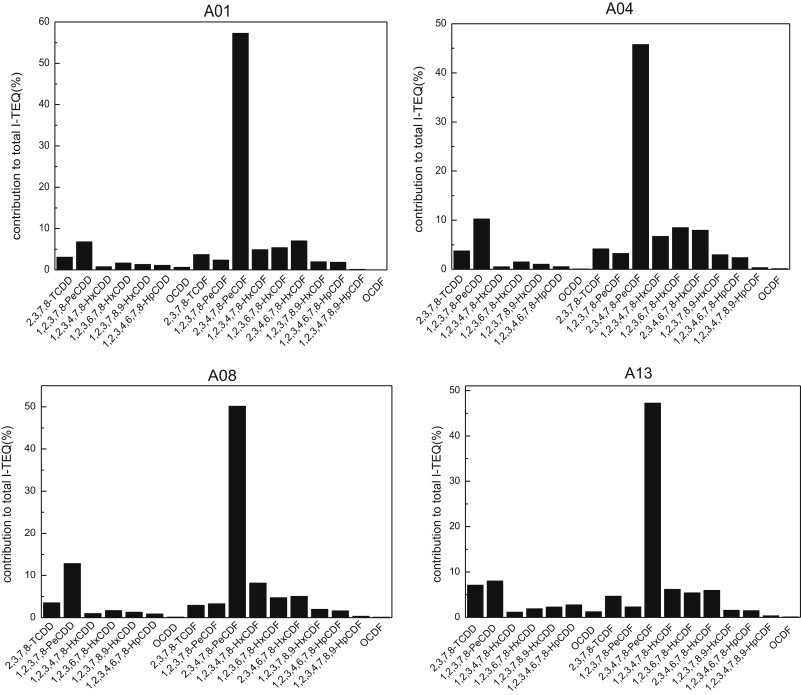 A01
contribution to total I-TEQ(%)
60
50
40
30
20
10
0
2,3,7,8-TCDD
1,2,3,7,8-PeCDD
1,2,3,4,7,8-HxCDD
1,2,3,6,7,8-HxCDD
1,2,3,7,8,9-HxCDD
1,2,3,4,6,7,8-HpCDD
OCDD
2,3,7,8-TCDF
1,2,3,7,8-PeCDF
2,3,4,7,8-PeCDF
1,2,3,4,7,8-HxCDF
1,2,3,6,7,8-HxCDF
2,3,4,6,7,8-HxCDF
1,2,3,7,8,9-HxCDF
1,2,3,4,6,7,8-HpCDF
1,2,3,4,7,8,9-HpCDF
OCDF
A04
contribution to total I-TEQ(%)
50
40
30
20
10
0
2,3,7,8-TCDD
1,2,3,7,8-PeCDD
1,2,3,4,7,8-HxCDD
1,2,3,6,7,8-HxCDD
1,2,3,7,8,9-HxCDD
1,2,3,4,6,7,8-HpCDD
OCDD
2,3,7,8-TCDF
1,2,3,7,8-PeCDF
2,3,4,7,8-PeCDF
1,2,3,4,7,8-HxCDF
1,2,3,6,7,8-HxCDF
2,3,4,6,7,8-HxCDF
1,2,3,7,8,9-HxCDF
1,2,3,4,6,7,8-HpCDF
1,2,3,4,7,8,9-HpCDF
OCDF
A08
contribution to total I-TEQ(%)
50
40
30
20
10
0
2,3,7,8-TCDD
1,2,3,7,8-PeCDD
1,2,3,4,7,8-HxCDD
1,2,3,6,7,8-HxCDD
1,2,3,7,8,9-HxCDD
1,2,3,4,6,7,8-HpCDD
OCDD
2,3,7,8-TCDF
1,2,3,7,8-PeCDF
2,3,4,7,8-PeCDF
1,2,3,4,7,8-HxCDF
1,2,3,6,7,8-HxCDF
2,3,4,6,7,8-HxCDF
1,2,3,7,8,9-HxCDF
1,2,3,4,6,7,8-HpCDF
1,2,3,4,7,8,9-HpCDF
OCDF
A13
contribution to total I-TEQ(%)
50
40
30
20
10
0
2,3,7,8-TCDD
1,2,3,7,8-PeCDD
1,2,3,4,7,8-HxCDD
1,2,3,6,7,8-HxCDD
1,2,3,7,8,9-HxCDD
1,2,3,4,6,7,8-HpCDD
OCDD
2,3,7,8-TCDF
1,2,3,7,8-PeCDF
2,3,4,7,8-PeCDF
1,2,3,4,7,8-HxCDF
1,2,3,6,7,8-HxCDF
2,3,4,6,7,8-HxCDF
1,2,3,7,8,9-HxCDF
1,2,3,4,6,7,8-HpCDF
1,2,3,4,7,8,9-HpCDF
OCDF